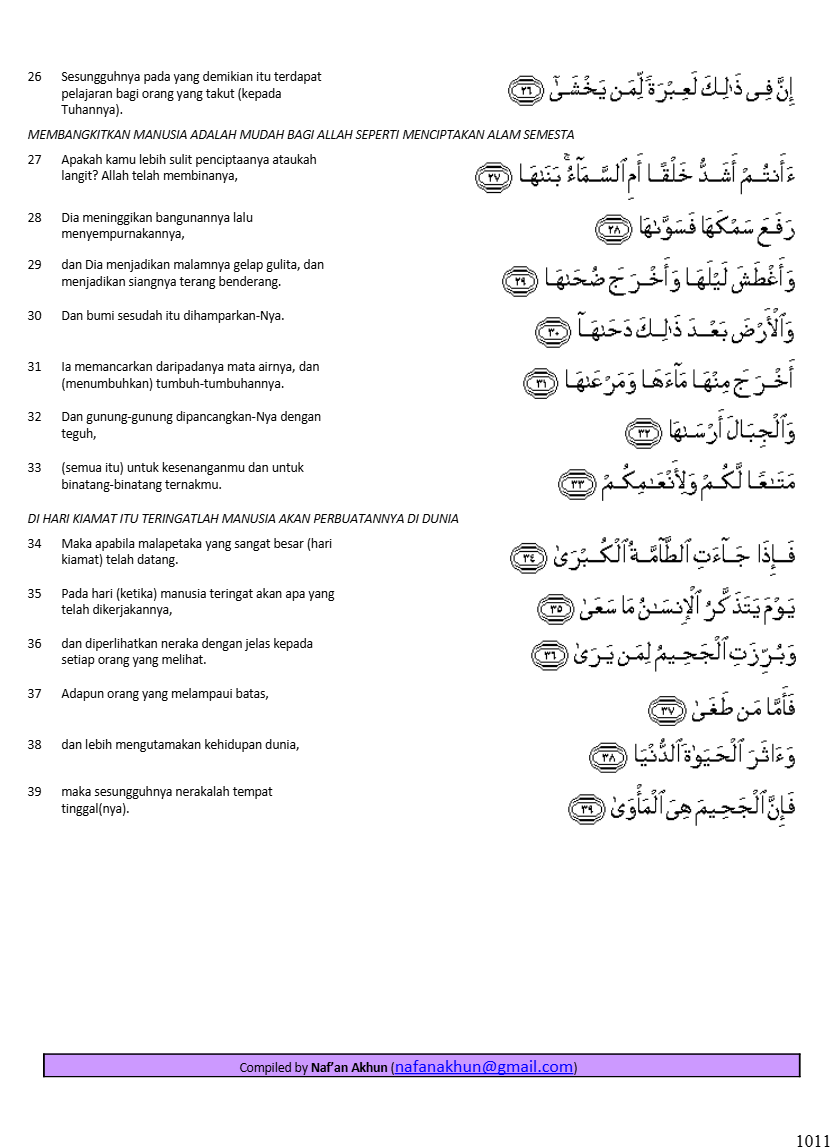 26 Sesungguhnya pada yang demikian itu terdapat
pelajaran bagi orang yang takut (kepada
Tuhannya).
إِنَّ فِى ذَٰلِكَ لَعِبْرَةً لِّمَن يَخْشَىٰٓ ٢٦
MEMBANGKITKAN MANUSIA ADALAH MUDAH BAGI ALLAH SEPERTI MENCIPTAKAN ALAM SEMESTA
27 Apakah kamu lebih sulit penciptaanya ataukah
langit? Allah telah membinanya,
ءَأَنتُمْ أَشَدُّ خَلْقًا أَمِ ٱلسَّمَآءُ ۚ بَنَىٰهَا ٢٧
28 Dia meninggikan bangunannya lalu
menyempurnakannya,
رَفَعَ سَمْكَهَا فَسَوَّىٰهَا ٢٨
29 dan Dia menjadikan malamnya gelap gulita, dan
menjadikan siangnya terang benderang.
وَأَغْطَشَ لَيْلَهَا وَأَخْرَجَ ضُحَىٰهَا ٢٩
30 Dan bumi sesudah itu dihamparkan-Nya.
وَٱلْأَرْضَ بَعْدَ ذَٰلِكَ دَحَىٰهَآ ٣٠
31 Ia memancarkan daripadanya mata airnya, dan
(menumbuhkan) tumbuh-tumbuhannya.
أَخْرَجَ مِنْهَا مَآءَهَا وَمَرْعَىٰهَا ٣١
32 Dan gunung-gunung dipancangkan-Nya dengan
teguh,
وَٱلْجِبَالَ أَرْسَىٰهَا ٣٢
33 (semua itu) untuk kesenanganmu dan untuk
binatang-binatang ternakmu.
مَتَـٰعًا لَّكُمْ وَلِأَنْعَـٰمِكُمْ ٣٣
DI HARI KIAMAT ITU TERINGATLAH MANUSIA AKAN PERBUATANNYA DI DUNIA
34 Maka apabila malapetaka yang sangat besar (hari
kiamat) telah datang.
فَإِذَا جَآءَتِ ٱلطَّآمَّةُ ٱلْكُبْرَىٰ ٣٤
35 Pada hari (ketika) manusia teringat akan apa yang
telah dikerjakannya,
يَوْمَ يَتَذَكَّرُ ٱلْإِنسَـٰنُ مَا سَعَىٰ ٣٥
36 dan diperlihatkan neraka dengan jelas kepada
setiap orang yang melihat.
وَبُرِّزَتِ ٱلْجَحِيمُ لِمَن يَرَىٰ ٣٦
37 Adapun orang yang melampaui batas,
فَأَمَّا مَن طَغَىٰ ٣٧
38 dan lebih mengutamakan kehidupan dunia,
وَءَاثَرَ ٱلْحَيَوٰةَ ٱلدُّنْيَا ٣٨
39 maka sesungguhnya nerakalah tempat
tinggal(nya).
فَإِنَّ ٱلْجَحِيمَ هِىَ ٱلْمَأْوَىٰ ٣٩
Compiled by Naf’an Akhun (nafanakhun@gmail.com)
1011